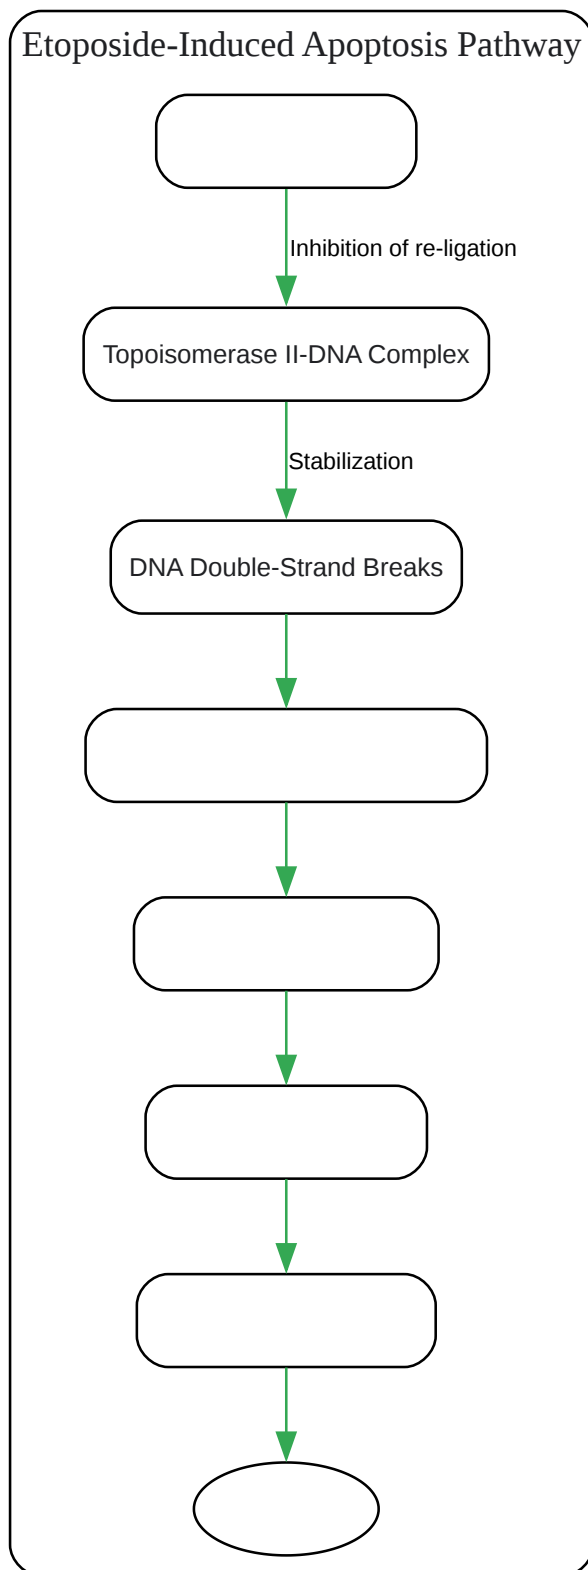 Etoposide-Induced Apoptosis Pathway
Inhibition of re-ligation
Topoisomerase II-DNA Complex
Stabilization
DNA Double-Strand Breaks